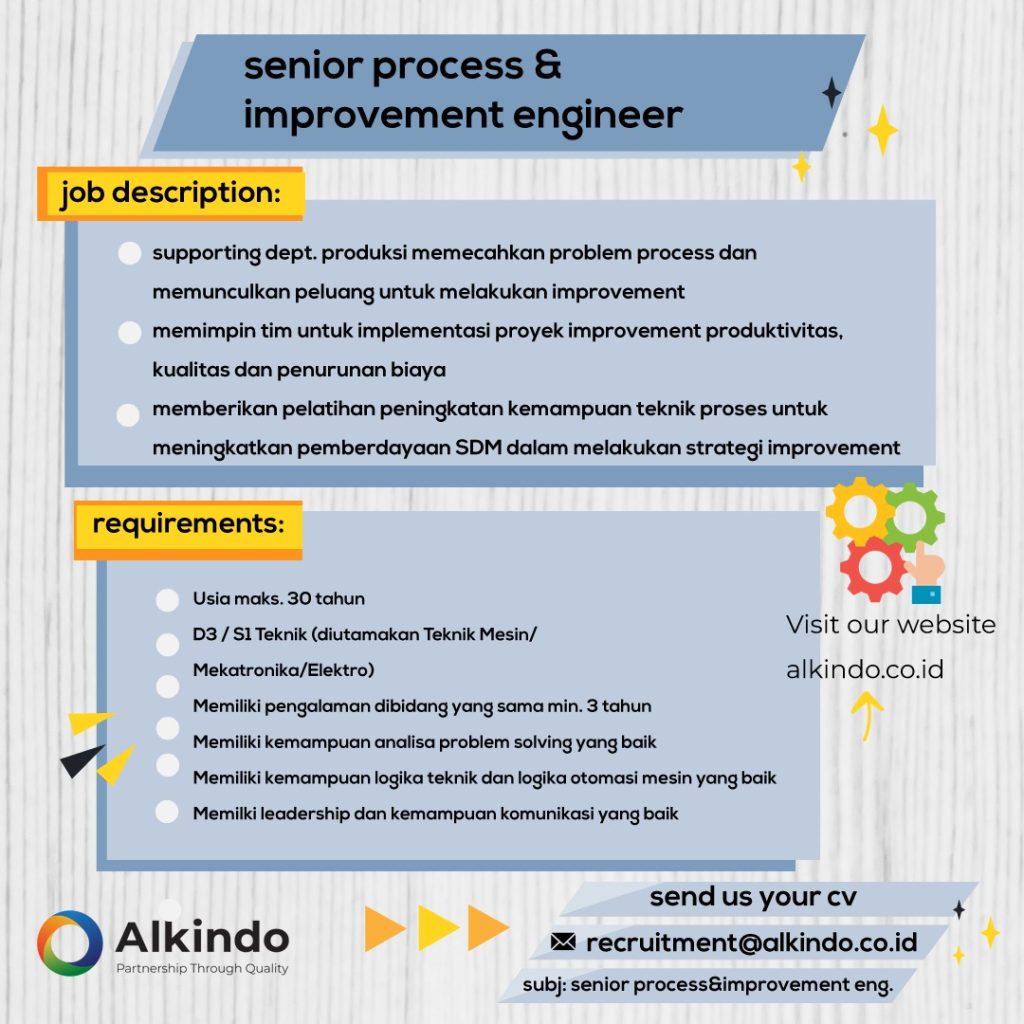 senior process &
improvement engineer
job description:
supporting dept. produksi memecahkan problem process dan
memunculkan peluang untuk melakukan improvement
memimpin tim untuk implementasi proyek improvement produktivitas,
kualitas dan penurunan biaya
memberikan pelatihan peningkatan kemampuan teknik proses untuk
meningkatkan pemberdayaan SDM dalam melakukan strategi improvement
requirements:
Usia maks. 30 tahun
D3 / S1 Teknik (diutamakan Teknik Mesin/
Mekatronika/Elektro)
Memiliki pengalaman dibidang yang sama min. 3 tahun
Memiliki kemampuan analisa problem solving yang baik
Memiliki kemampuan logika teknik dan logika otomasi mesin yang baik
Memilki leadership dan kemampuan komunikasi yang baik
Visit our website
alkindo.co.id
Alkindo
Partnership Through Quality
send us your cv
recruitment@alkindo.co.id
subj: senior process&improvement eng.